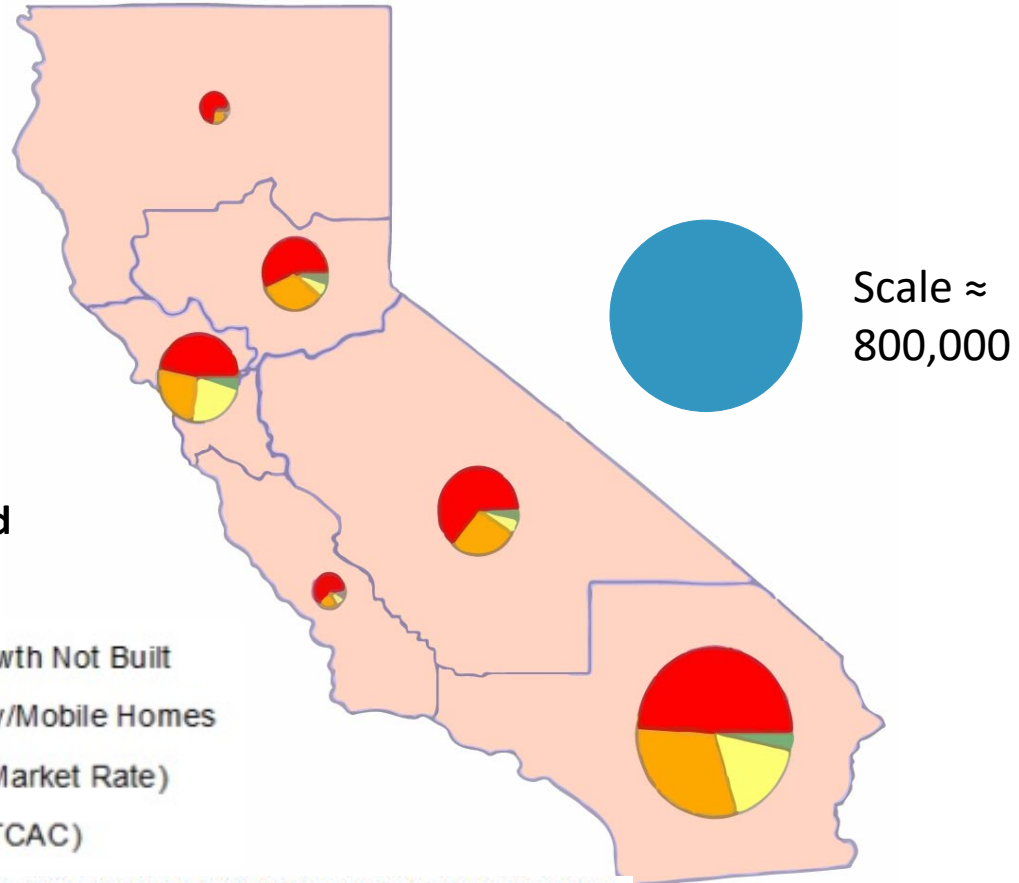 Scale ≈
800,000
d
wth Not Built
/Mobile Homes
Market Rate)
TCAC)